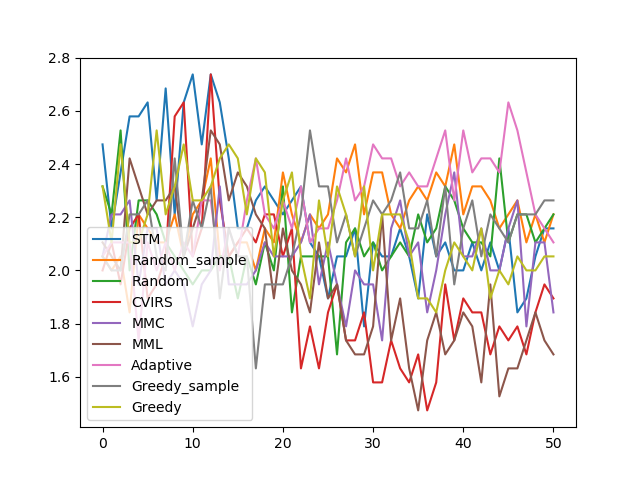 2.8
2.6
2.4
2.2
2.0
1.8
1.6
STM
Random_sample
Random
CVIRS
MMC
MML
Adaptive
Greedy_sample
Greedy
0 10 20 30 40 50